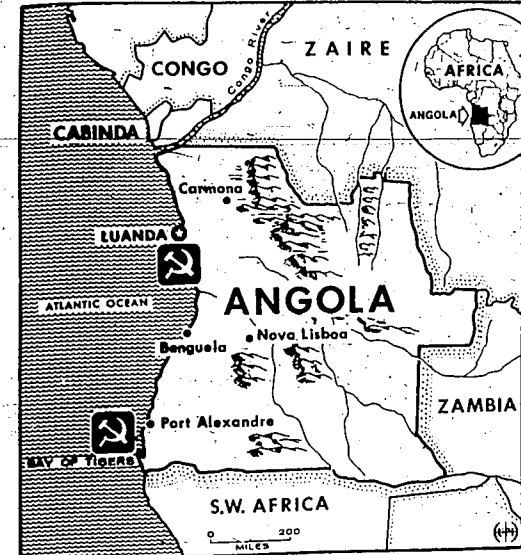 ZAIRE
CONGO
Congo River
AFRICA
ANGOLA
CABINDA
Carmona
LUANDA
ATLANTIC OCEAN
ANGOLA
Benguela
Nova Lisboa
ZAMBIA
Port Alexandre
BAY OF TIGERS
S.W. AFRICA
0 200
MILES